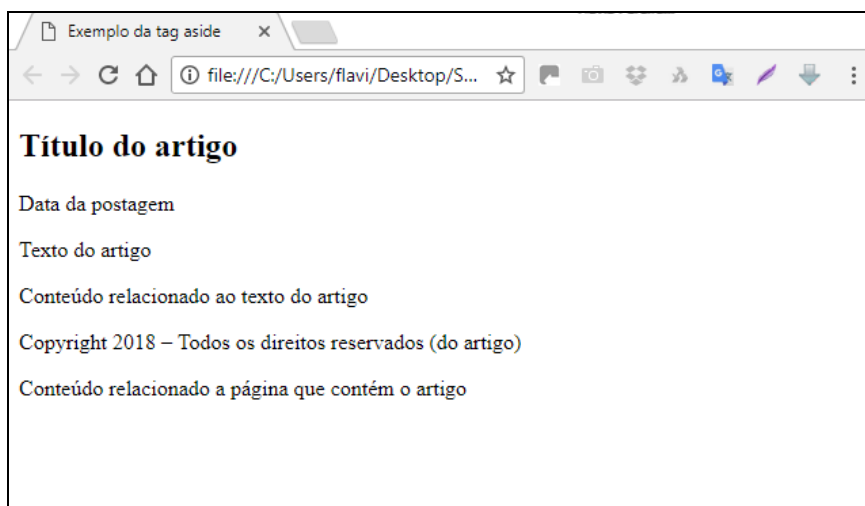 Exemplo da tag aside
file:///C:/Users/flavi/Desktop/S...
Título do artigo
Data da postagem
Texto do artigo
Conteúdo relacionado ao texto do artigo
Copyright 2018 – Todos os direitos reservados (do artigo)
Conteúdo relacionado a página que contém o artigo